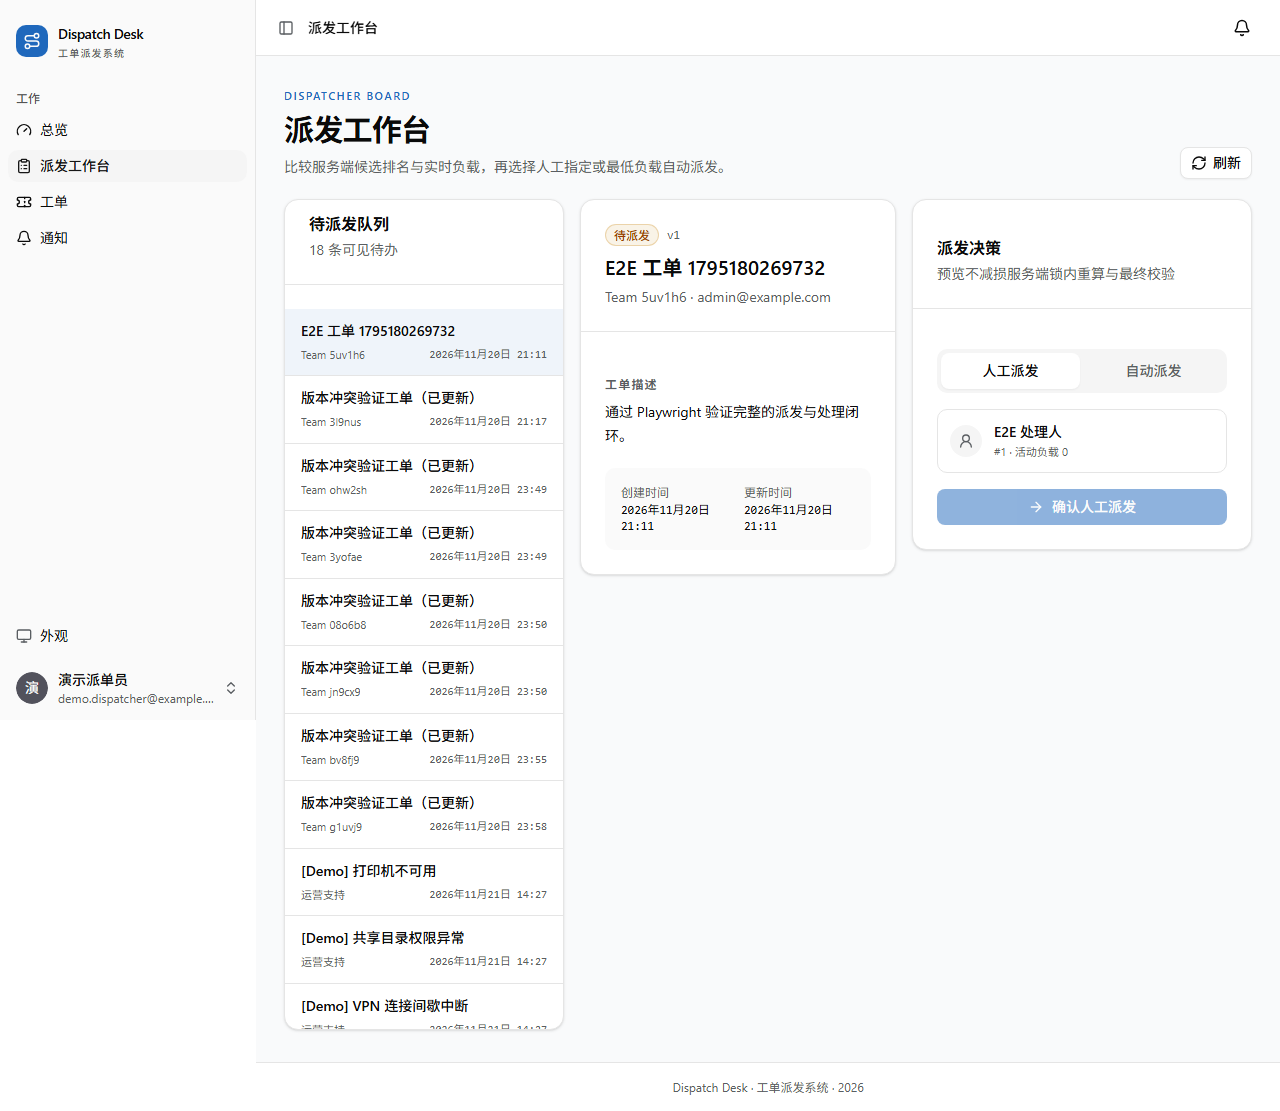 Dispatch Desk
工单派发系统
工作
总览
派发工作台
工单
通知
外观
演
演示派单员
demo.dispatcher@example....
派发工作台
DISPATCHER BOARD
派发工作台
比较服务端候选排名与实时负载，再选择人工指定或最低负载自动派发。
刷新
待派发队列
18 条可见待办
E2E 工单 1795180269732
Team 5uv1h6 2026年11月20日 21:11
版本冲突验证工单（已更新）
Team 3l9nus 2026年11月20日 21:17
版本冲突验证工单（已更新）
Team ohw2sh 2026年11月20日 23:49
版本冲突验证工单（已更新）
Team 3yofae 2026年11月20日 23:49
版本冲突验证工单（已更新）
Team 08o6b8 2026年11月20日 23:50
版本冲突验证工单（已更新）
Team jn9cx9 2026年11月20日 23:50
版本冲突验证工单（已更新）
Team bv8fj9 2026年11月20日 23:55
版本冲突验证工单（已更新）
Team g1uvj9 2026年11月20日 23:58
[Demo] 打印机不可用
运营支持 2026年11月21日 14:27
[Demo] 共享目录权限异常
运营支持 2026年11月21日 14:27
[Demo] VPN 连接间歇中断
运营支持 2026年11月21日 14:27
待派发 v1
E2E 工单 1795180269732
Team 5uv1h6 · admin@example.com
工单描述
通过 Playwright 验证完整的派发与处理闭
环。
创建时间 更新时间
2026年11月20日 2026年11月20日
21:11 21:11
派发决策
预览不减损服务端锁内重算与最终校验
人工派发 自动派发
E2E 处理人
#1 · 活动负载 0
确认人工派发
Dispatch Desk · 工单派发系统 · 2026